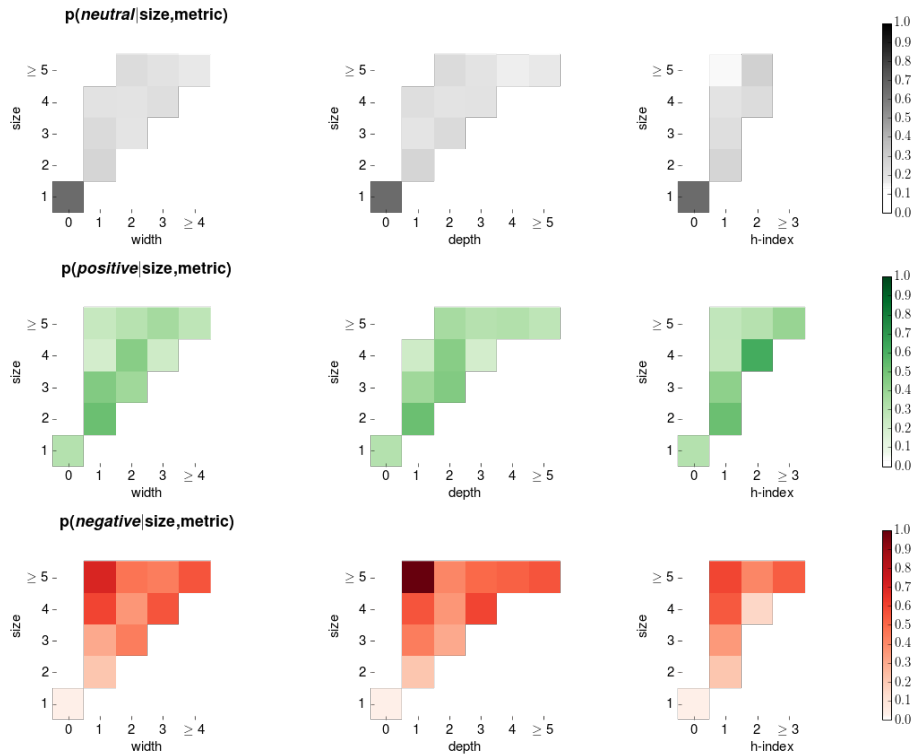 p(neutral|size,metric)
≥ 5
4
3
2
1
size
0 1 2 3 ≥ 4
width
≥ 5
4
3
2
1
size
0 1 2 3 4 ≥ 5
depth
≥ 5
4
3
2
1
size
0 1 2 ≥ 3
h-index
1.0
0.9
0.8
0.7
0.6
0.5
0.4
0.3
0.2
0.1
0.0
p(positive|size,metric)
≥ 5
4
3
2
1
size
0 1 2 3 ≥ 4
width
≥ 5
4
3
2
1
size
0 1 2 3 4 ≥ 5
depth
≥ 5
4
3
2
1
size
0 1 2 ≥ 3
h-index
1.0
0.9
0.8
0.7
0.6
0.5
0.4
0.3
0.2
0.1
0.0
p(negative|size,metric)
≥ 5
4
3
2
1
size
0 1 2 3 ≥ 4
width
≥ 5
4
3
2
1
size
0 1 2 3 4 ≥ 5
depth
≥ 5
4
3
2
1
size
0 1 2 ≥ 3
h-index
1.0
0.9
0.8
0.7
0.6
0.5
0.4
0.3
0.2
0.1
0.0